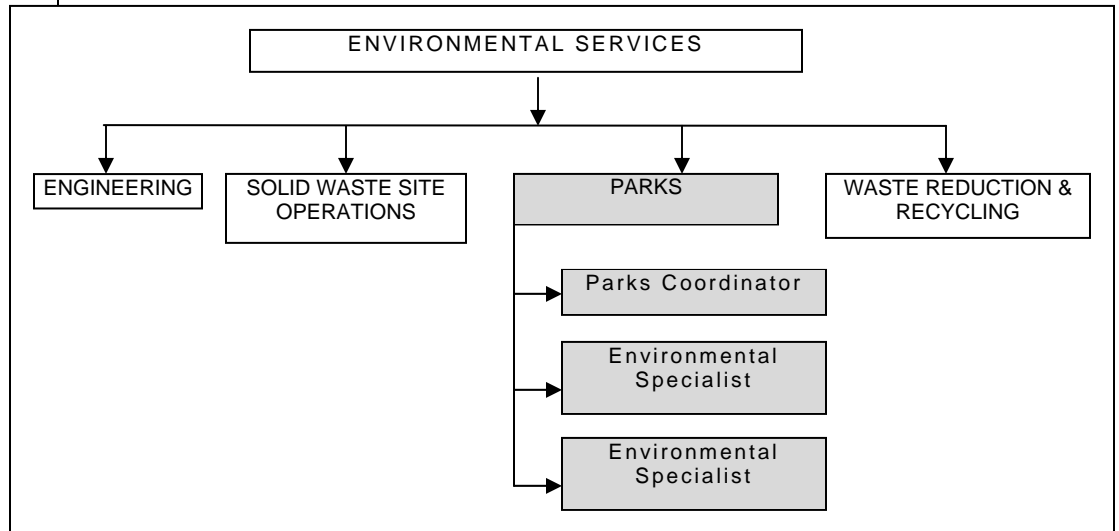 ENVIRONMENTAL SERVICES
ENGINEERING
SOLID WASTE SITE
OPERATIONS
PARKS
WASTE REDUCTION &
RECYCLING
Parks Coordinator
Environmental
Specialist
Environmental
Specialist